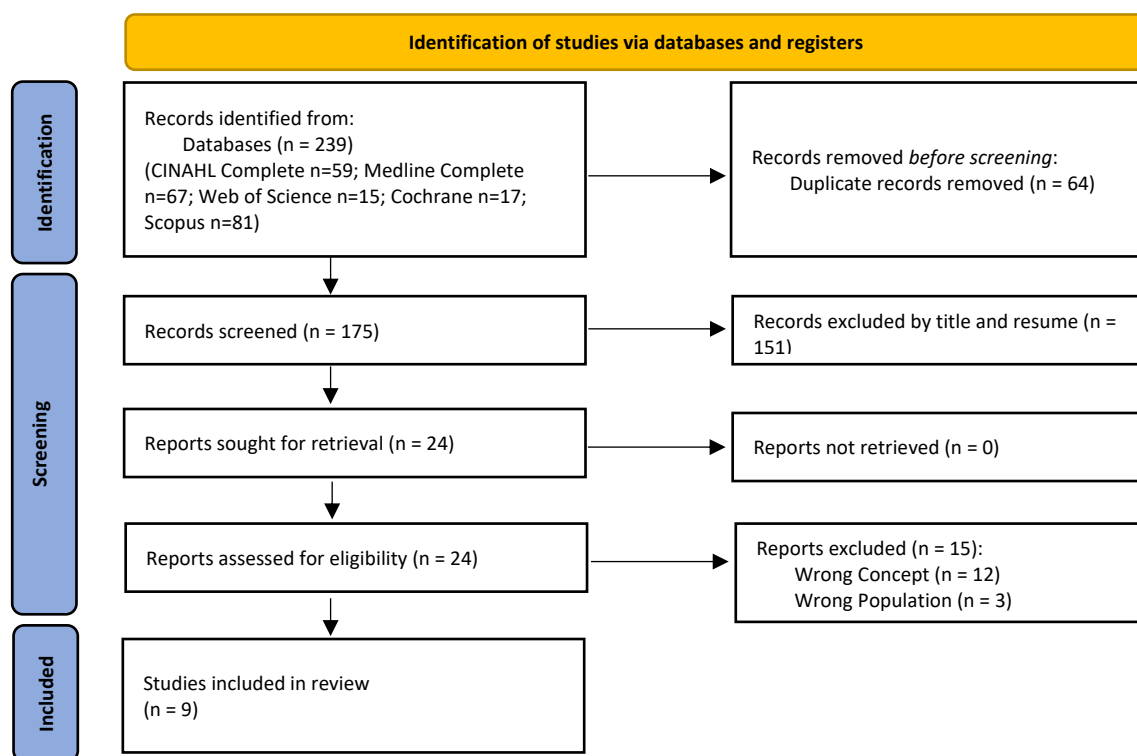 Identification of studies via databases and registers
Identification
Records identified from:
Databases (n = 239)
(CINAHL Complete n=59; Medline Complete
n=67; Web of Science n=15; Cochrane n=17;
Scopus n=81)
Records removed before screening:
Duplicate records removed (n = 64)
Screening
Records screened (n = 175)
Records excluded by title and resume (n =
151)
Reports sought for retrieval (n = 24)
Reports not retrieved (n = 0)
Reports assessed for eligibility (n = 24)
Reports excluded (n = 15):
Wrong Concept (n = 12)
Wrong Population (n = 3)
Included
Studies included in review
(n = 9)